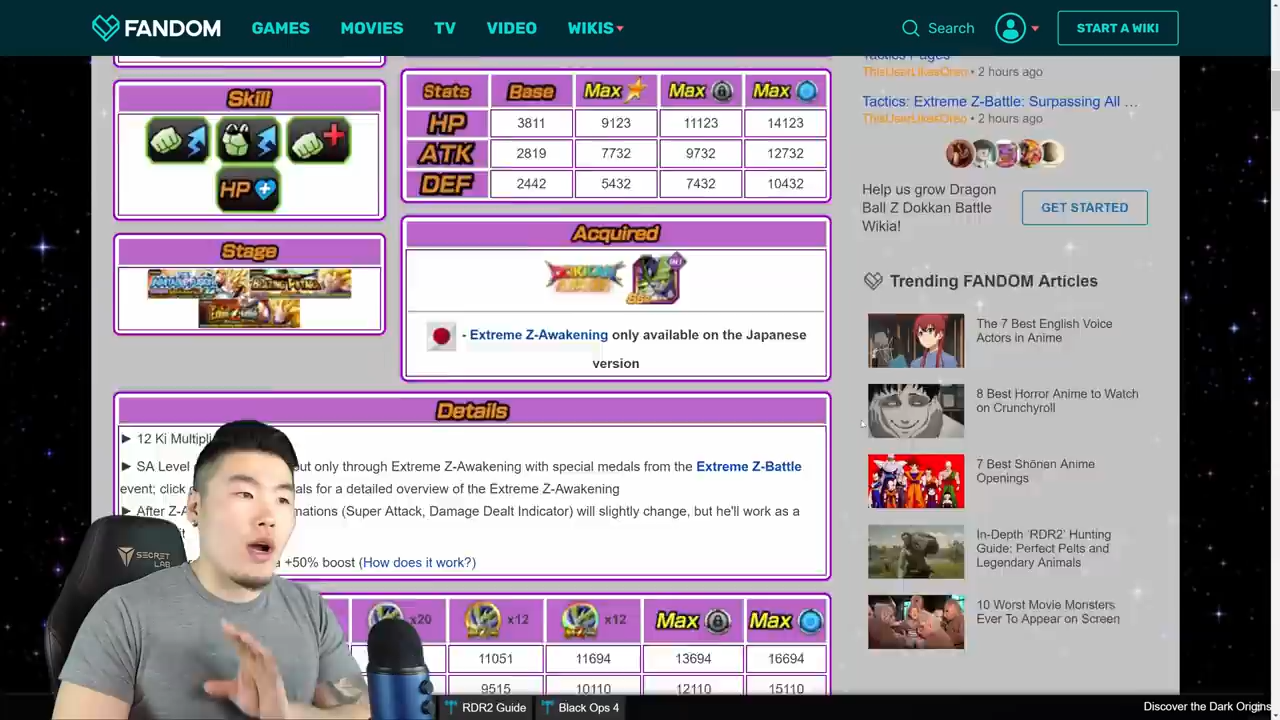 FANDOM
GAMES
MOVIES
TV
VIDEO
WIKIS
Search
START A WIKI
Skill
HP
Stage
Stats Base Max Max Max
HP 3811 9123 11123 14123
ATK 2819 7732 9732 12732
DEF 2442 5432 7432 10432
Acquired
- Extreme Z-Awakening only available on the Japanese
version
Details
► 12 Ki Multipli
► SA Level
out only through Extreme Z-Awakening with special medals from the Extreme Z-Battle
event; click
als for a detailed overview of the Extreme Z-Awakening
► After Z-A
mations (Super Attack, Damage Dealt Indicator) will slightly change, but he'll work as a
+50% boost (How does it work?)
x20 x12 x12 Max Max
11051 11694 13694 16694
9515 10110 12110 15110
SECRET
LAB
Tactics Pages
ThisUserLikesOreo • 2 hours ago
Tactics: Extreme Z-Battle: Surpassing All …
ThisUserLikesOreo • 2 hours ago
Help us grow Dragon
Ball Z Dokkan Battle
Wikia!
GET STARTED
Trending FANDOM Articles
The 7 Best English Voice
Actors in Anime
8 Best Horror Anime to Watch
on Crunchyroll
7 Best Shōnen Anime
Openings
In-Depth 'RDR2' Hunting
Guide: Perfect Pelts and
Legendary Animals
10 Worst Movie Monsters
Ever To Appear on Screen
RDR2 Guide
Black Ops 4
Discover the Dark Origins